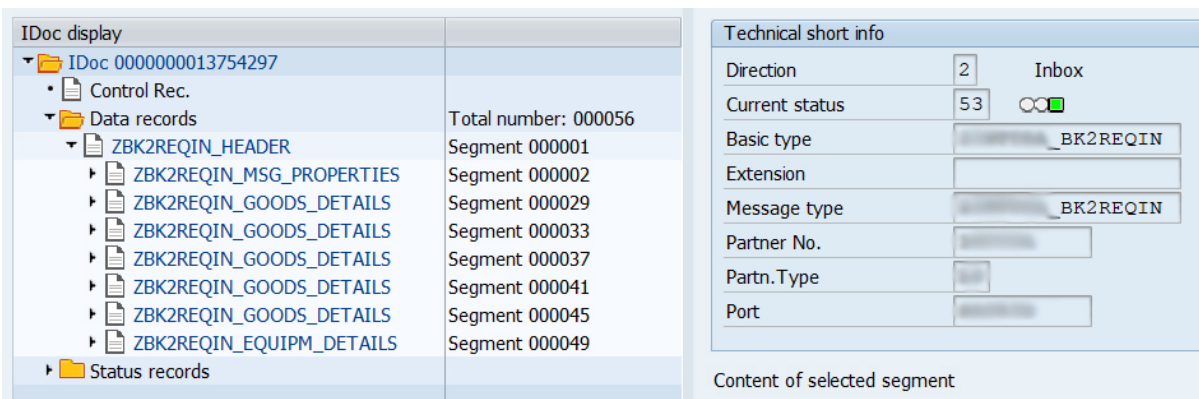 IDoc display
IDoc 0000000013754297
Control Rec.
Data records Total number: 000056
ZBK2REQIN_HEADER Segment 000001
ZBK2REQIN_MSG_PROPERTIES Segment 000002
ZBK2REQIN_GOODS_DETAILS Segment 000029
ZBK2REQIN_GOODS_DETAILS Segment 000033
ZBK2REQIN_GOODS_DETAILS Segment 000037
ZBK2REQIN_GOODS_DETAILS Segment 000041
ZBK2REQIN_GOODS_DETAILS Segment 000045
ZBK2REQIN_EQUIPM_DETAILS Segment 000049
Status records
Technical short info
Direction 2 Inbox
Current status 53
Basic type _BK2REQIN
Extension
Message type _BK2REQIN
Partner No.
Partn.Type
Port
Content of selected segment